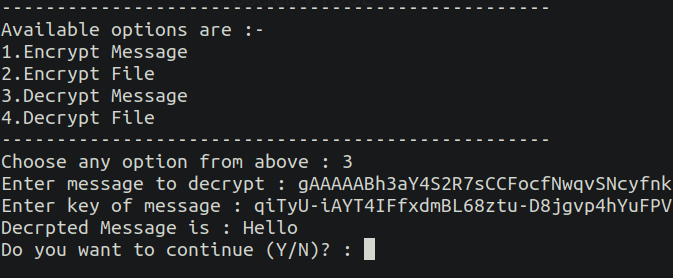 --------------------------------------------------
Available options are :-
1.Encrypt Message
2.Encrypt File
3.Decrypt Message
4.Decrypt File
--------------------------------------------------
Choose any option from above : 3
Enter message to decrypt : gAAAAABh3aY4S2R7sCCFocfNwqvSNcyfnk
Enter key of message : qiTyU-iAYT4IFfxdmBL68ztu-D8jgvp4hYuFPV
Decrpted Message is : Hello
Do you want to continue (Y/N)? :